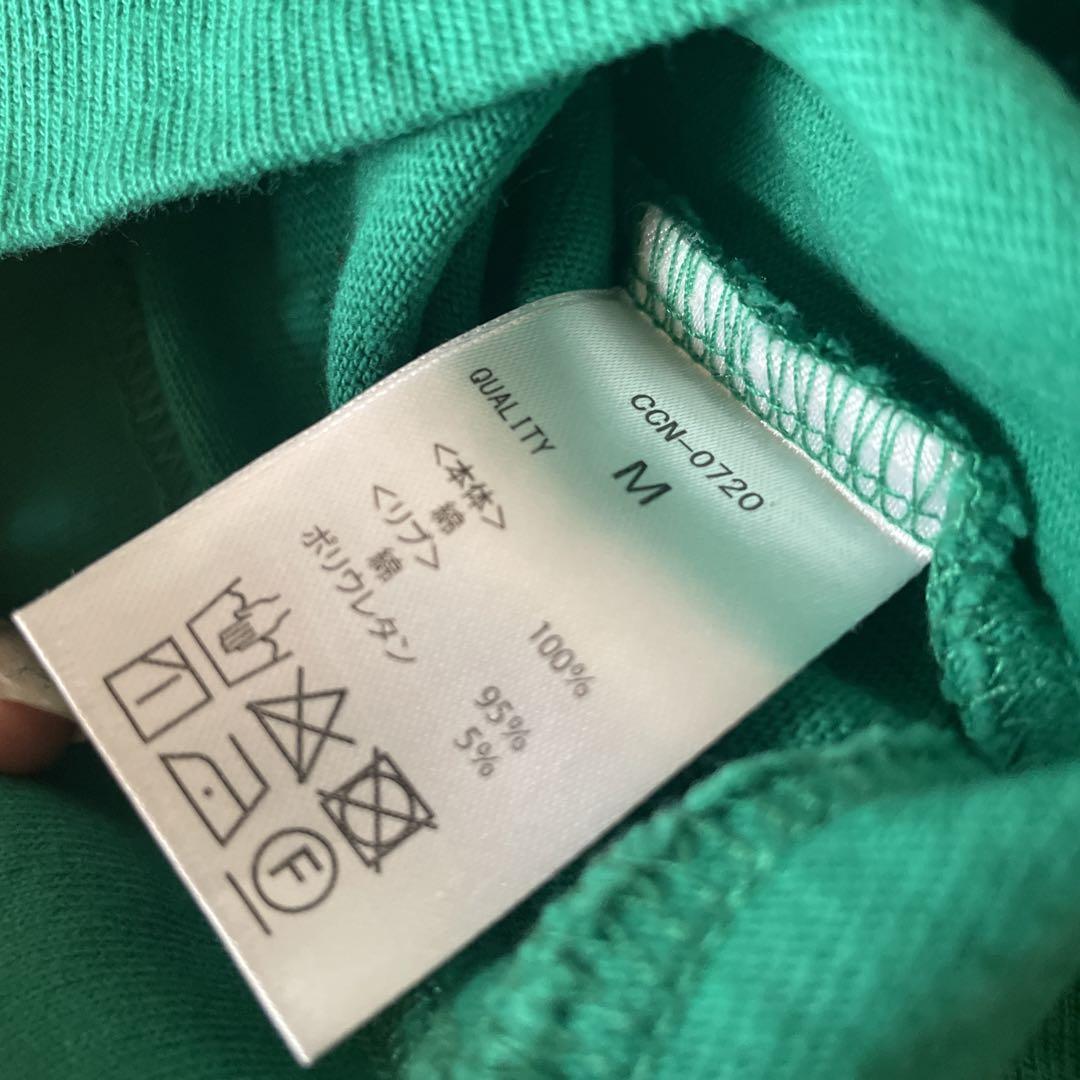 CCN-0720
M
QUALITY
<本体>
綿 100%
<リブ>
綿 95%
ポリウレタン 5%
F